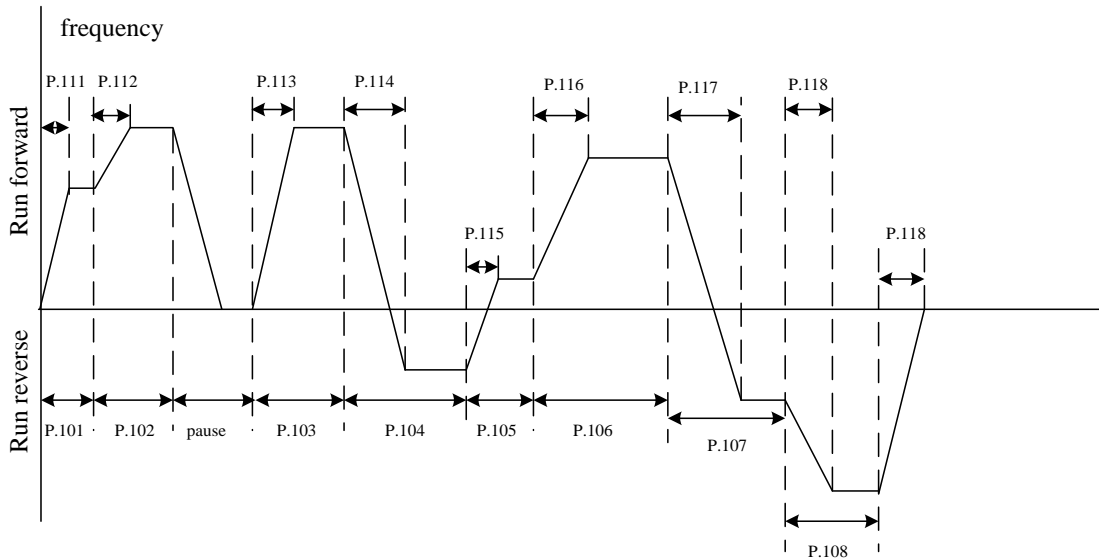 frequency
P.111
P.112
P.113
P.114
P.116
P.117
P.118
Run forward
P.115
P.118
Run reverse
P.101
P.102
pause
P.103
P.104
P.105
P.106
P.107
P.108